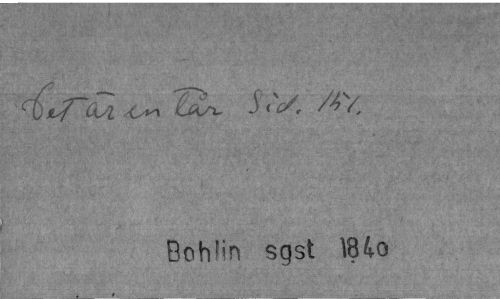 Det är en tår Sid. 151.
Bohlin sgst 1840